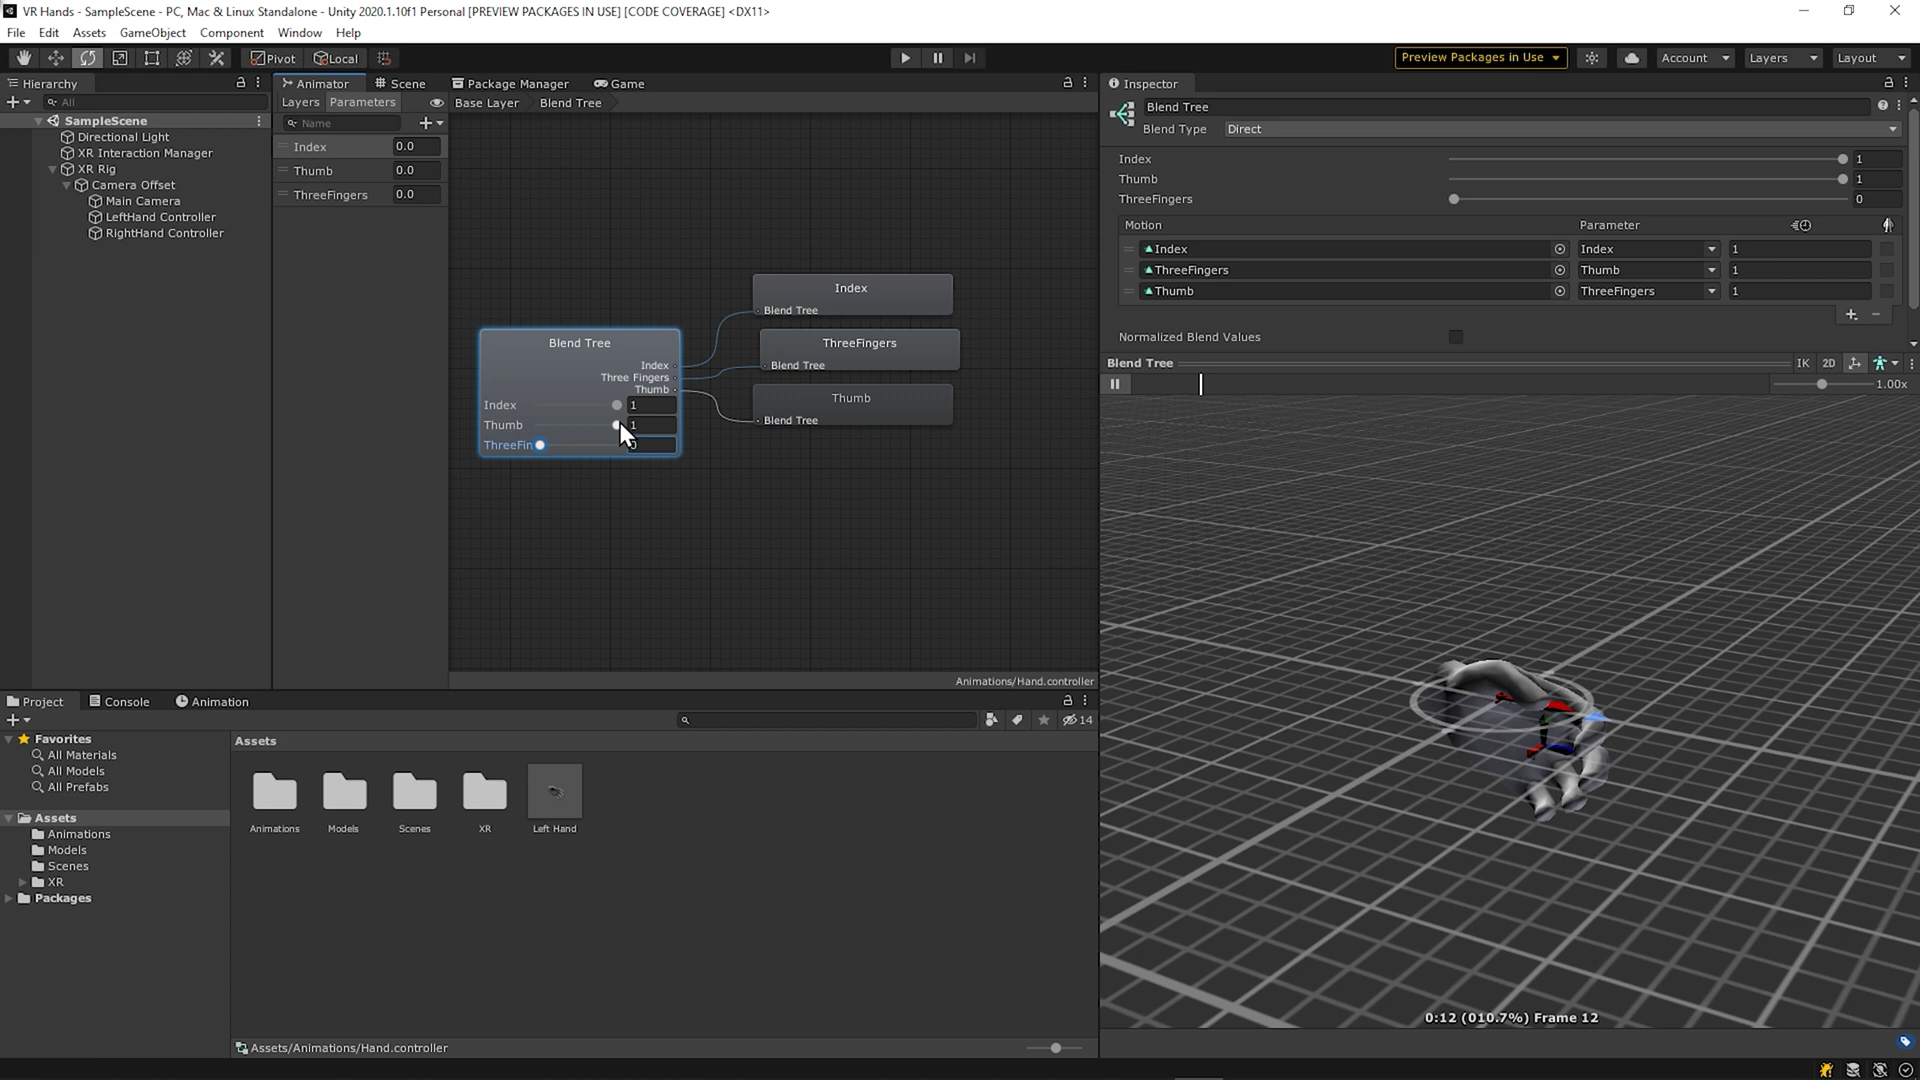 VR Hands - SampleScene - PC, Mac & Linux Standalone - Unity 2020.1.10f1 Personal [PREVIEW PACKAGES IN USE] [CODE COVERAGE] <DX11>
File Edit Assets GameObject Component Window Help
Pivot Local Preview Packages in Use Account Layers Layout
Hierarchy
All
SampleScene
Directional Light
XR Interaction Manager
XR Rig
Camera Offset
Main Camera
LeftHand Controller
RightHand Controller
Animator Scene Package Manager Game
Layers Parameters Base Layer Blend Tree
Name
Index 0.0
Thumb 0.0
ThreeFingers 0.0
Blend Tree
Index
Three Fingers
Thumb
Index 1
Thumb 1
ThreeFin 0
Index
Blend Tree
ThreeFingers
Blend Tree
Thumb
Blend Tree
Animations/Hand.controller
Inspector
Blend Tree
Blend Type Direct
Index 1
Thumb 1
ThreeFingers 0
Motion Parameter
Index Index 1
ThreeFingers Thumb 1
Thumb ThreeFingers 1
Normalized Blend Values
Blend Tree IK 2D
1.00x
0:12 (010.7%) Frame 12
Project Console Animation
14
Favorites
All Materials
All Models
All Prefabs
Assets
Animations
Models
Scenes
XR
Packages
Assets
Animations Models Scenes XR Left Hand
Assets/Animations/Hand.controller